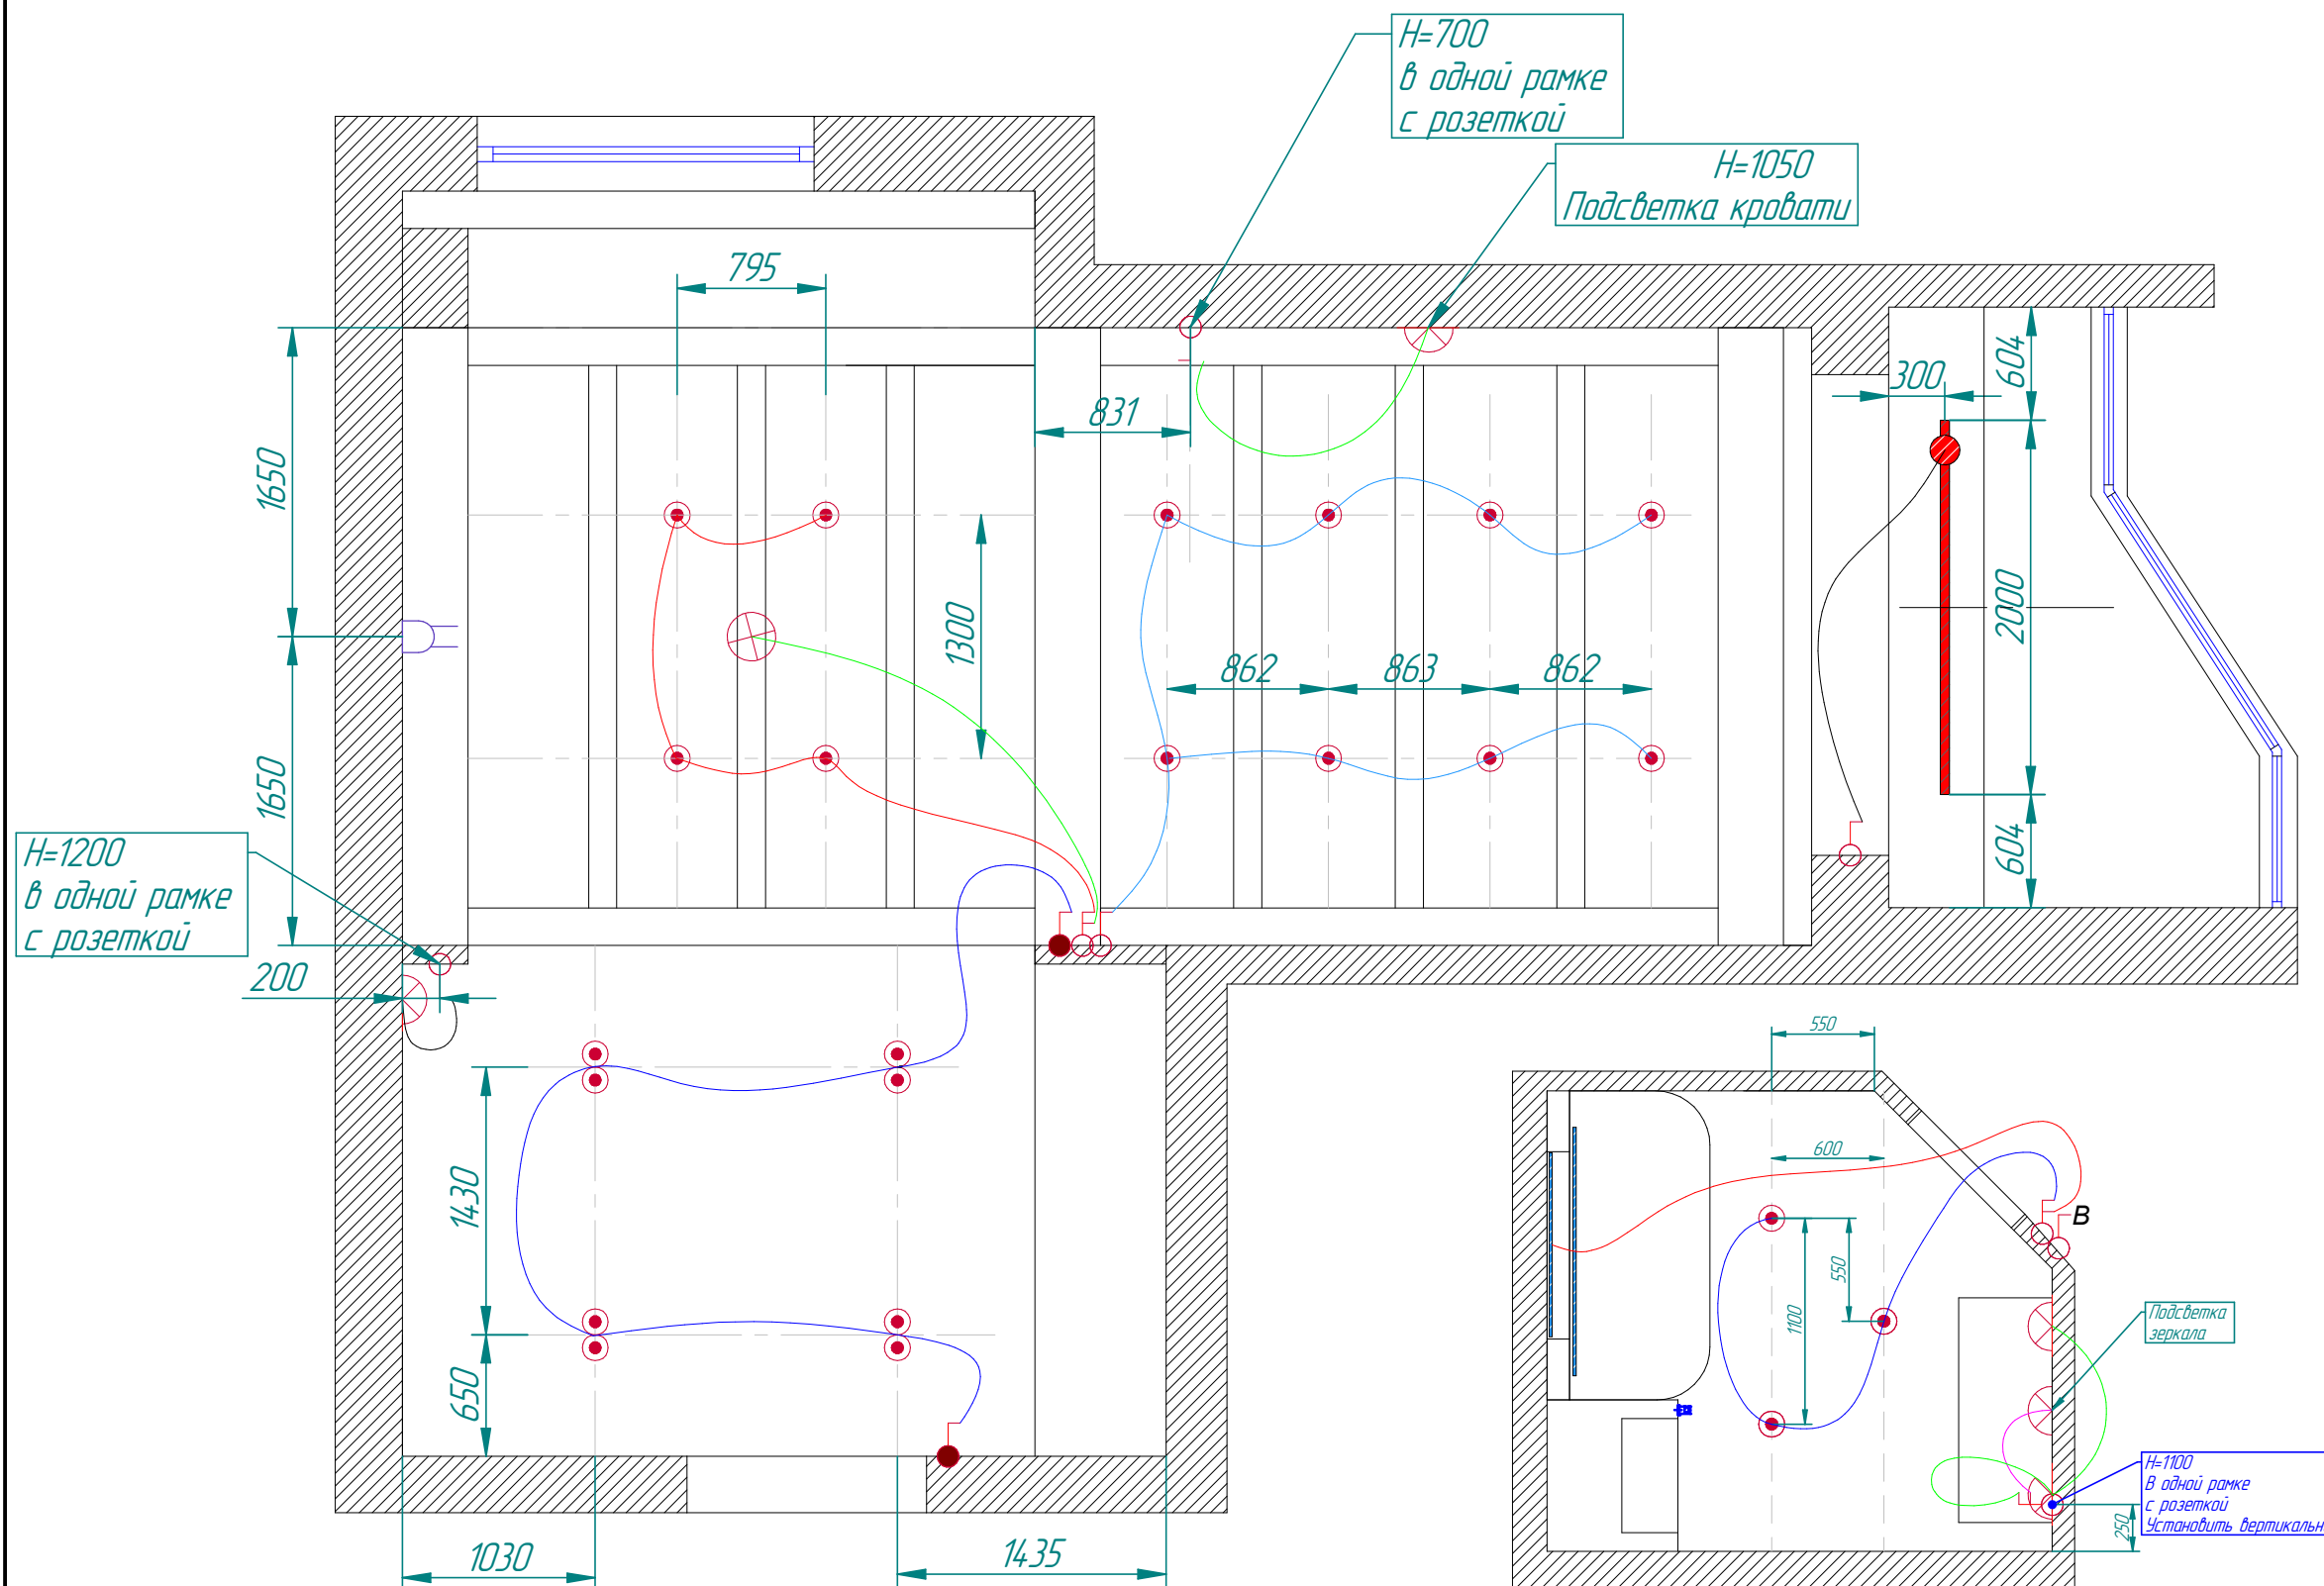 H=700
в одной рамке
с розеткой
H=1050
Подсветка кровати
795
604
300
831
1650
2000
1300
862
863
862
1650
604
H=1200
в одной рамке
с розеткой
200
550
600
1430
B
550
1100
Подсветка
зеркала
650
H=1100
В одной рамке
с розеткой
Установить вертикальн
250
1030
1435